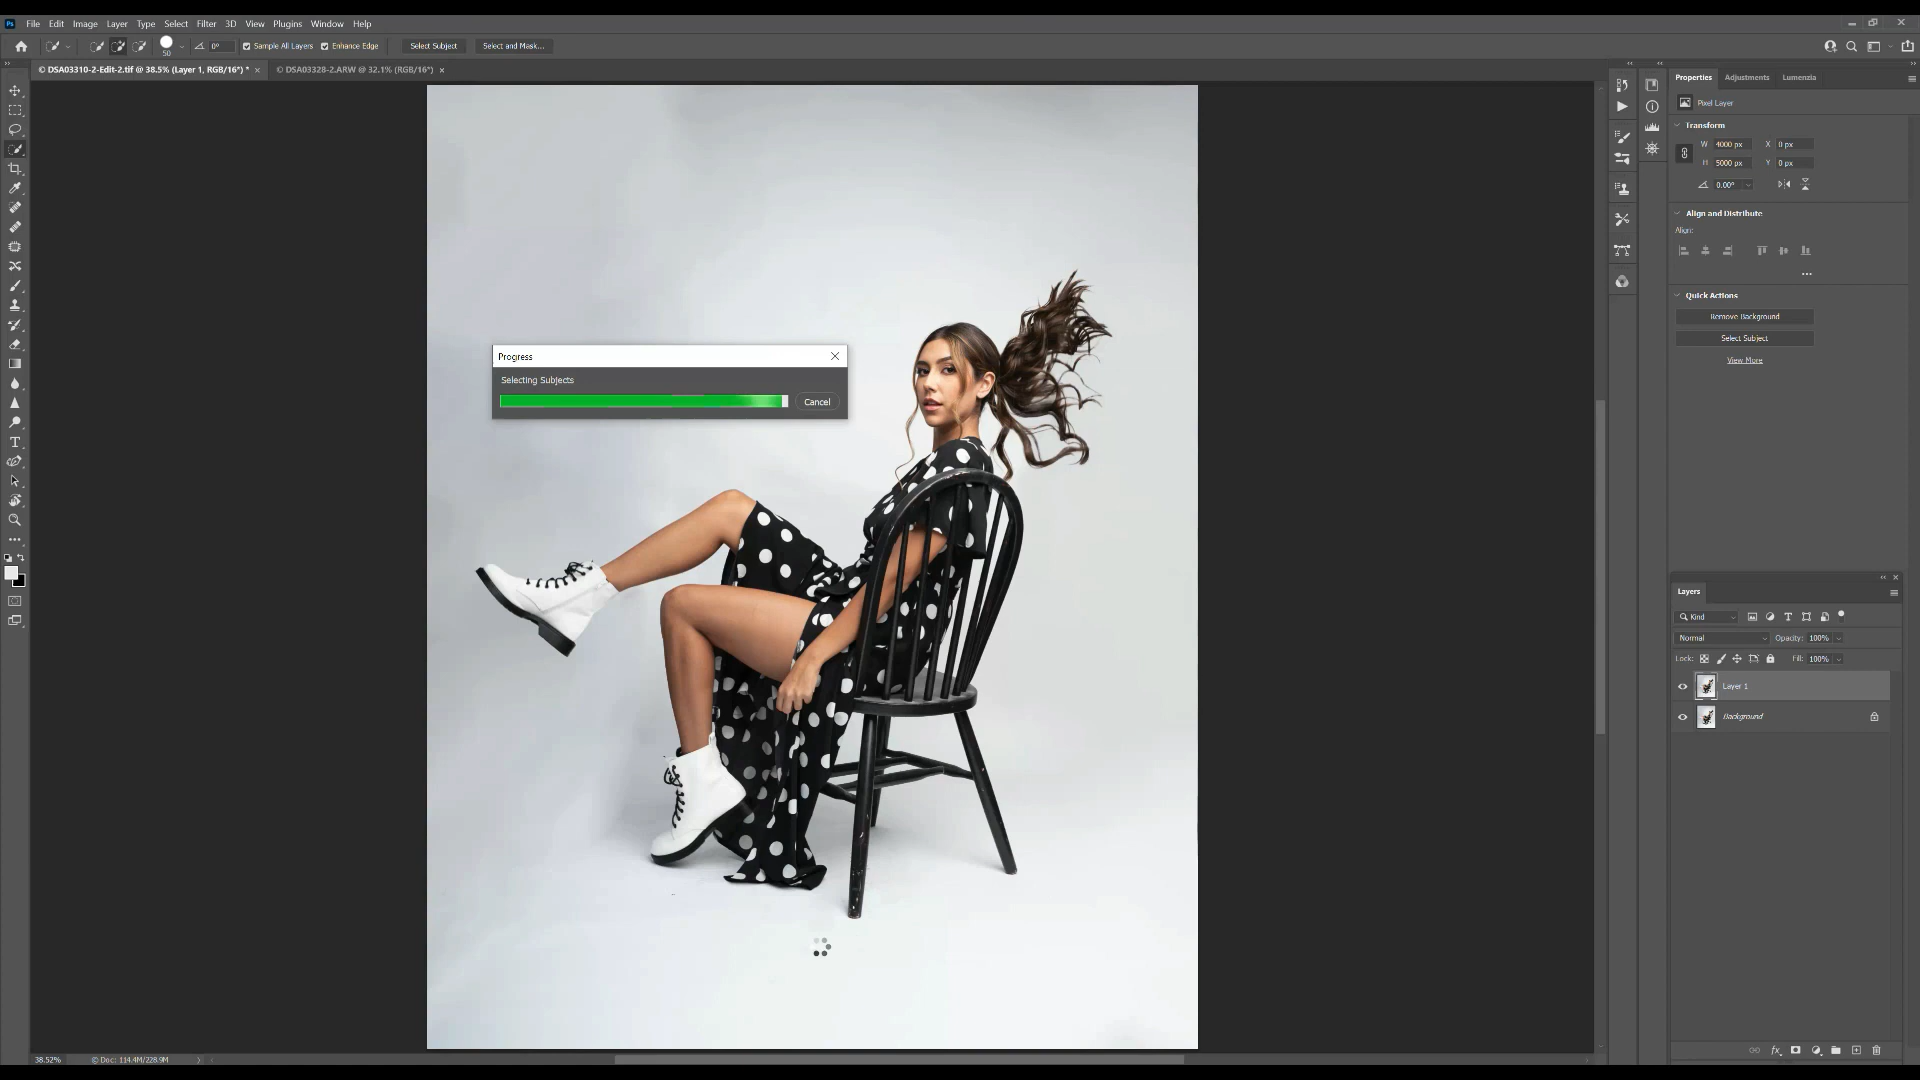 Ps File Edit Image Layer Type Select Filter 3D View Plugins Window Help
50 0° Sample All Layers Enhance Edge Select Subject Select and Mask...
© DSA03310-2-Edit-2.tif @ 38.5% (Layer 1, RGB/16*) * × © DSA03328-2.ARW @ 32.1% (RGB/16*) ×
Properties Adjustments Lumenzia
Pixel Layer
Transform
W 4000 px X 0 px
H 5000 px Y 0 px
0.00°
Align and Distribute
Align:
Quick Actions
Remove Background
Select Subject
View More
Progress
Selecting Subjects
Cancel
Layers
Kind
Normal Opacity: 100%
Lock: Fill: 100%
Layer 1
Background
38.52% © Doc: 114.4M/228.9M